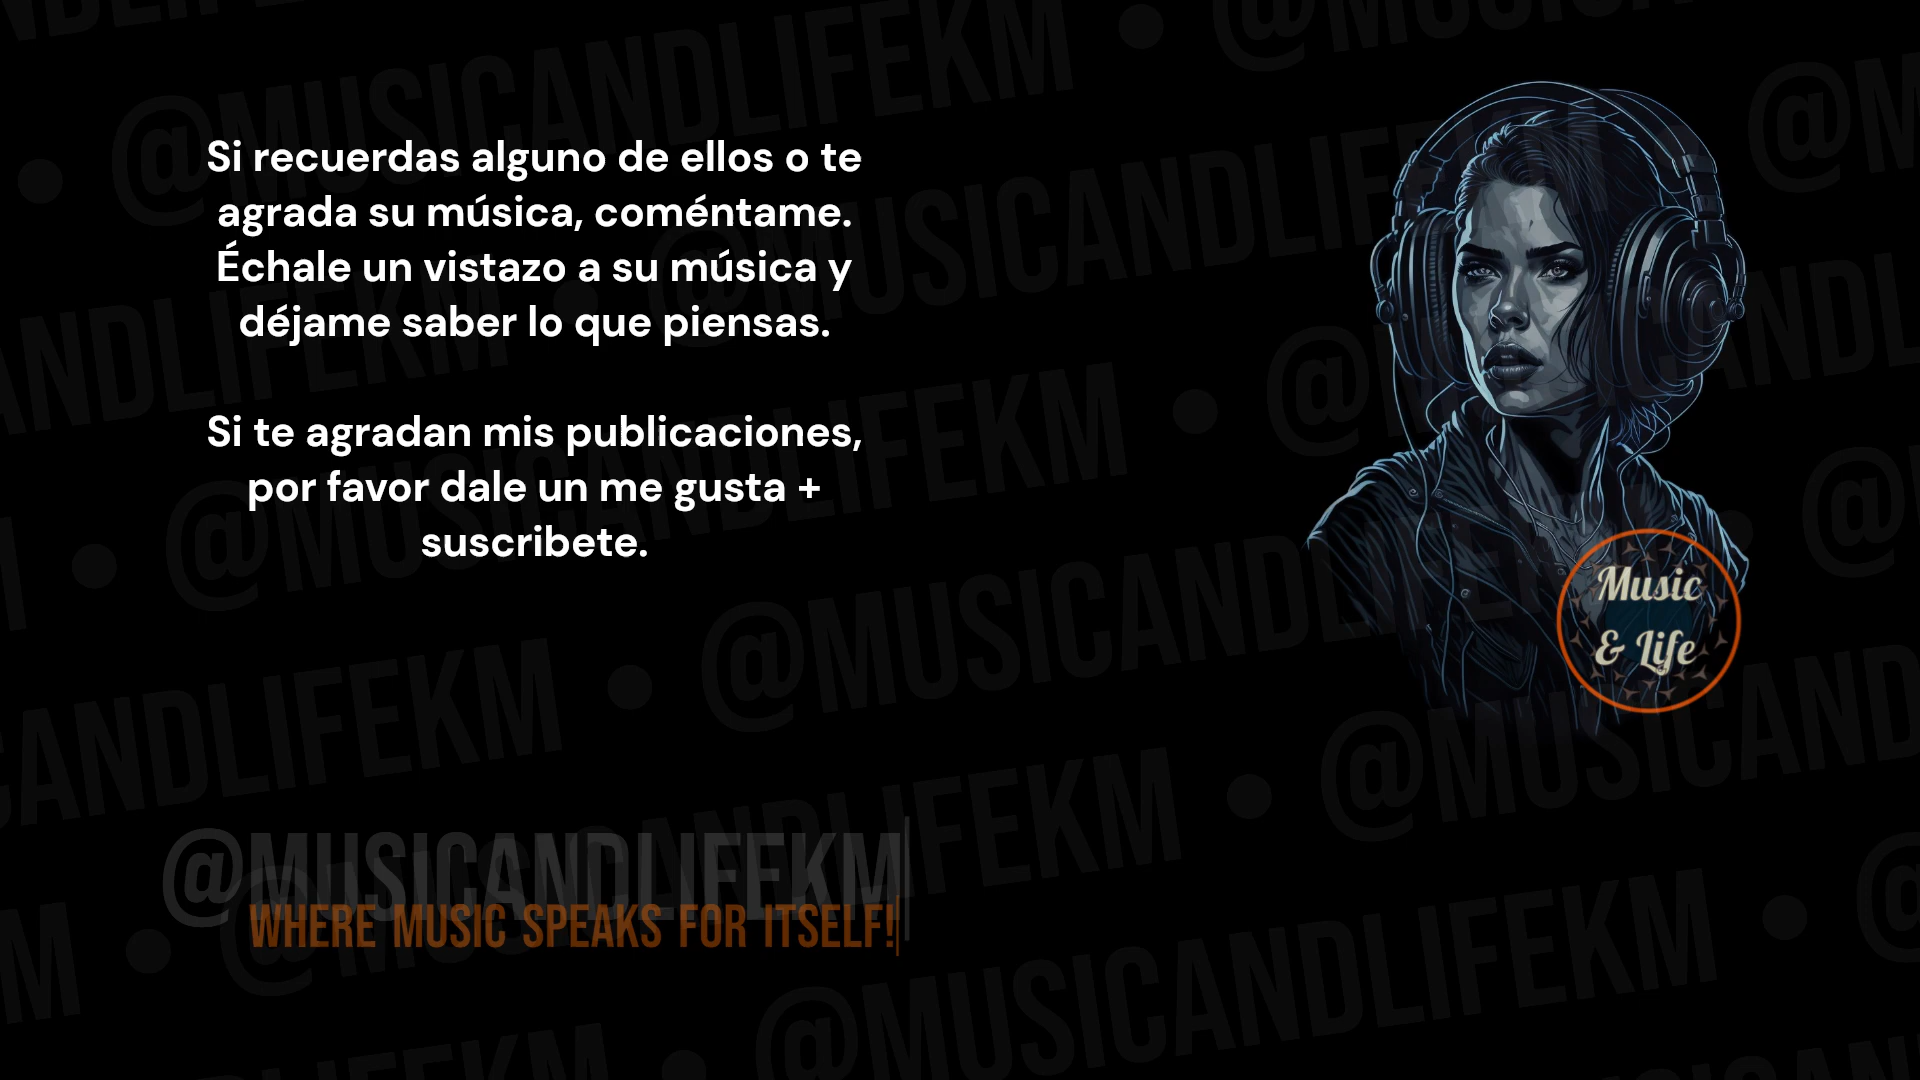 Si recuerdas alguno de ellos o te
agrada su música, coméntame.
Échale un vistazo a su música y
déjame saber lo que piensas.
Si te agradan mis publicaciones,
por favor dale un me gusta +
suscribete.
Music
& Life
@MUSICANDLIFEKM
WHERE MUSIC SPEAKS FOR ITSELF!
@MUSICANDLIFEKM • @MUSICANDLIFEKM